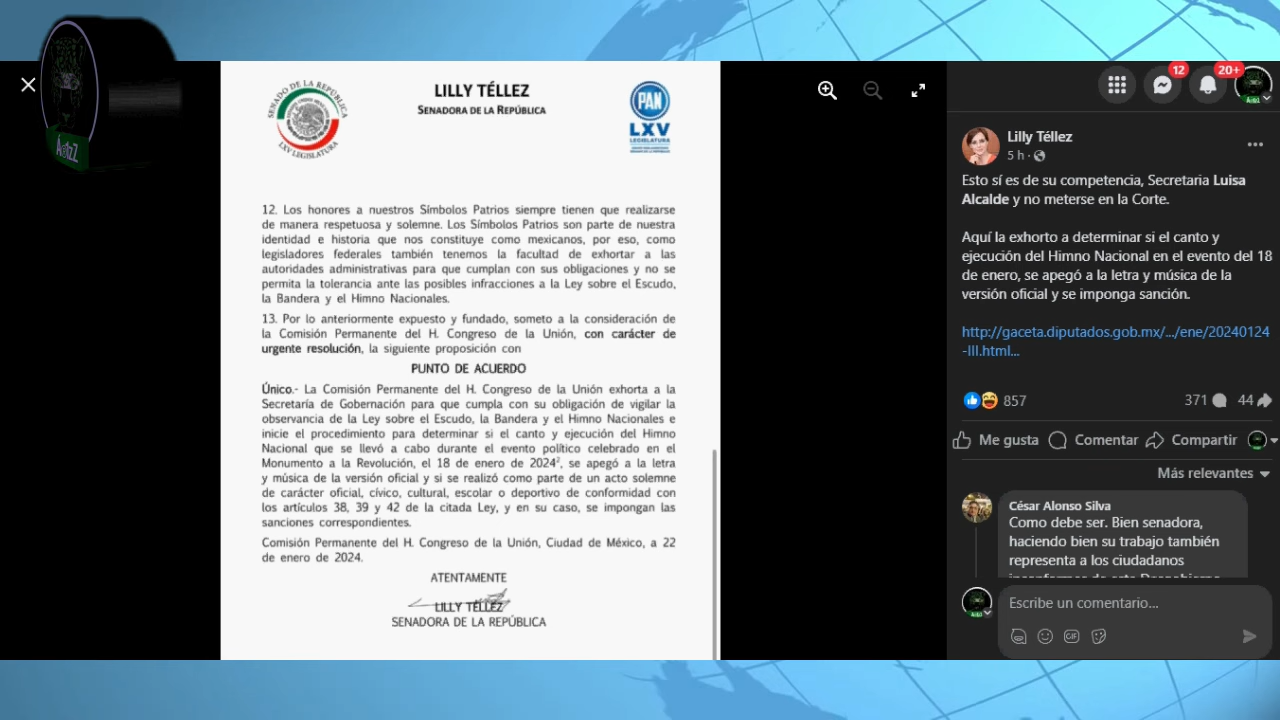 AztZ
SENADO DE LA REPÚBLICA
LXV LEGISLATURA
LILLY TÉLLEZ
SENADORA DE LA REPÚBLICA
PAN
LXV
LEGISLATURA
12. Los honores a nuestros Símbolos Patrios siempre tienen que realizarse
de manera respetuosa y solemne. Los Símbolos Patrios son parte de nuestra
identidad e historia que nos constituye como mexicanos, por eso, como
legisladores federales también tenemos la facultad de exhortar a las
autoridades administrativas para que cumplan con sus obligaciones y no se
permita la tolerancia ante las posibles infracciones a la Ley sobre el Escudo,
la Bandera y el Himno Nacionales.
13. Por lo anteriormente expuesto y fundado, someto a la consideración de
la Comisión Permanente del H. Congreso de la Unión, con carácter de
urgente resolución, la siguiente proposición con
PUNTO DE ACUERDO
Único.- La Comisión Permanente del H. Congreso de la Unión exhorta a la
Secretaría de Gobernación para que cumpla con su obligación de vigilar la
observancia de la Ley sobre el Escudo, la Bandera y el Himno Nacionales e
inicie el procedimiento para determinar si el canto y ejecución del Himno
Nacional que se llevó a cabo durante el evento político celebrado en el
Monumento a la Revolución, el 18 de enero de 2024², se apegó a la letra
y música de la versión oficial y si se realizó como parte de un acto solemne
de carácter oficial, cívico, cultural, escolar o deportivo de conformidad con
los artículos 38, 39 y 42 de la citada Ley, y en su caso, se impongan las
sanciones correspondientes.
Comisión Permanente del H. Congreso de la Unión, Ciudad de México, a 22
de enero de 2024.
ATENTAMENTE
LILLY TÉLLEZ
SENADORA DE LA REPÚBLICA
12
20+
Lilly Téllez
5 h ·
Esto sí es de su competencia, Secretaria Luisa
Alcalde y no meterse en la Corte.
Aquí la exhorto a determinar si el canto y
ejecución del Himno Nacional en el evento del 18
de enero, se apegó a la letra y música de la
versión oficial y se imponga sanción.
http://gaceta.diputados.gob.mx/.../ene/20240124
-III.html...
857
371
44
Me gusta
Comentar
Compartir
Más relevantes
César Alonso Silva
Como debe ser. Bien senadora,
haciendo bien su trabajo también
representa a los ciudadanos
Escribe un comentario...
GIF